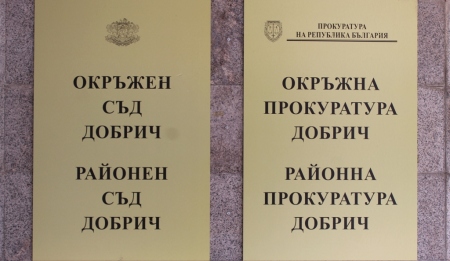 ОКРЪЖЕН
СЪД
ДОБРИЧ
РАЙОНЕН
СЪД
ДОБРИЧ
ПРОКУРАТУРА
НА РЕПУБЛИКА БЪЛГАРИЯ
ОКРЪЖНА
ПРОКУРАТУРА
ДОБРИЧ
РАЙОННА
ПРОКУРАТУРА
ДОБРИЧ